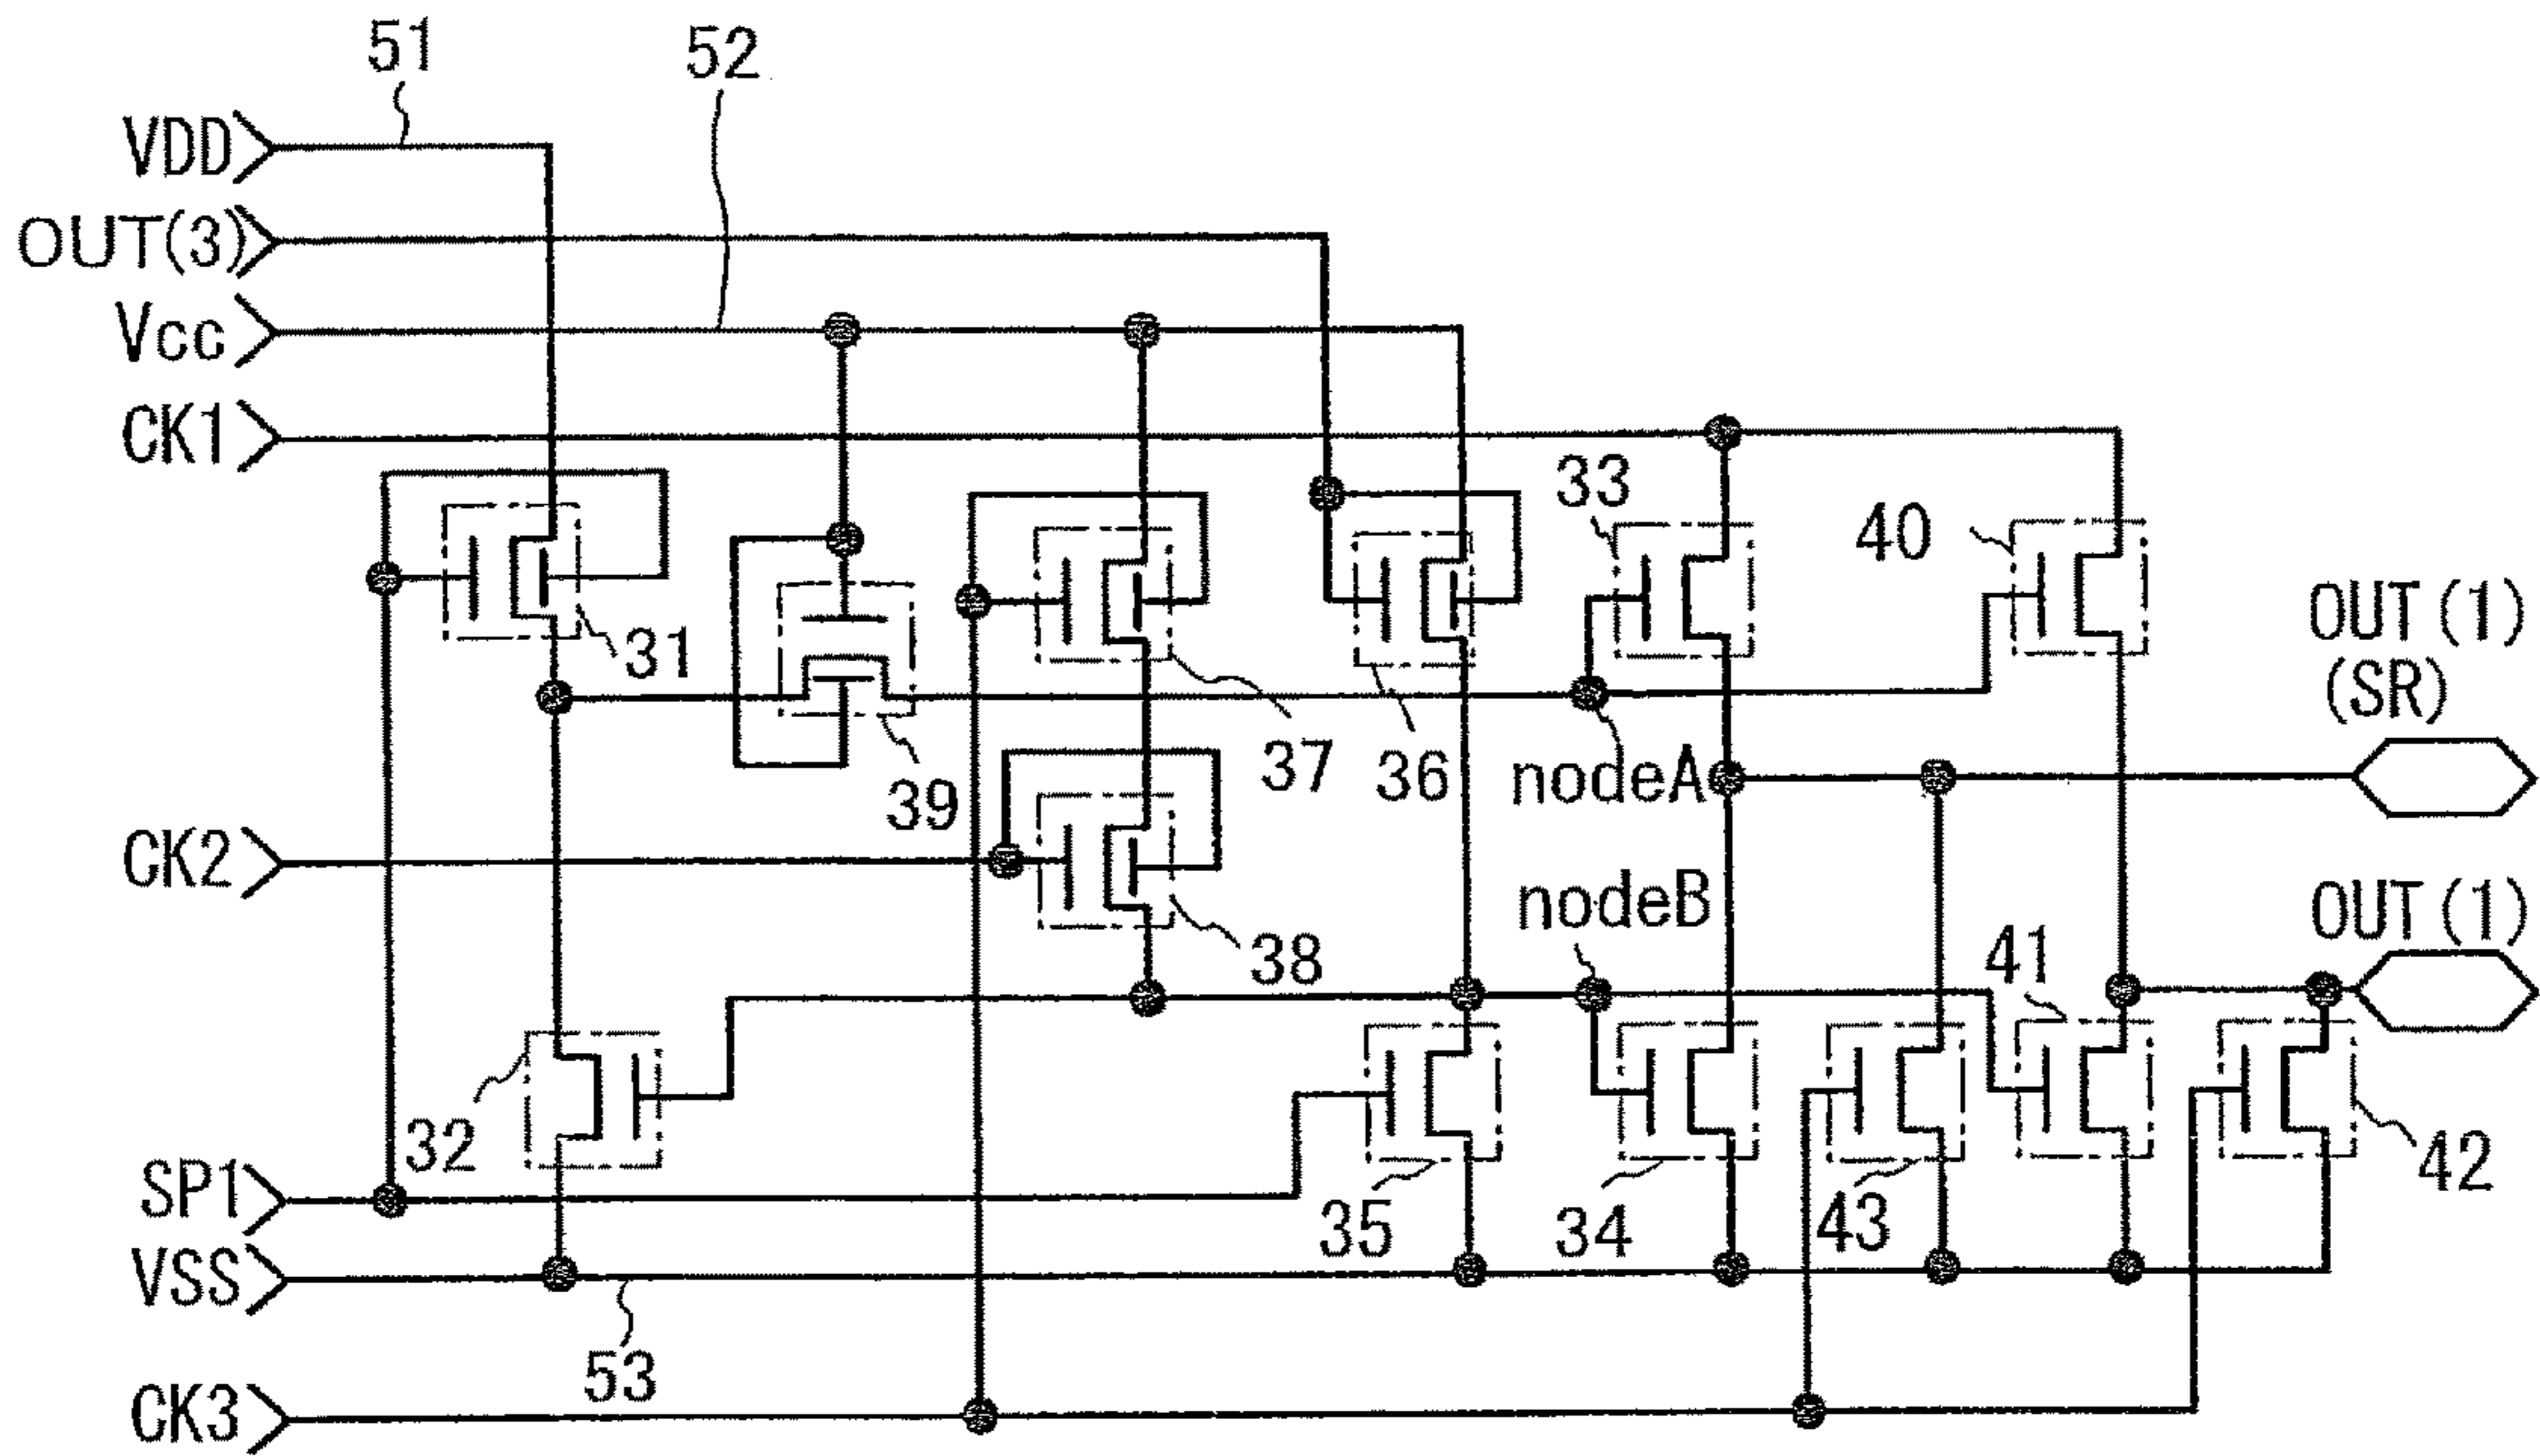 51
52
VDD
OUT(3)
Vcc
CK1
33
40
31
OUT(1)
(SR)
37
36
nodeA
39
CK2
nodeB
38
41
OUT(1)
32
SP1
35
34
43
42
VSS
53
CK3